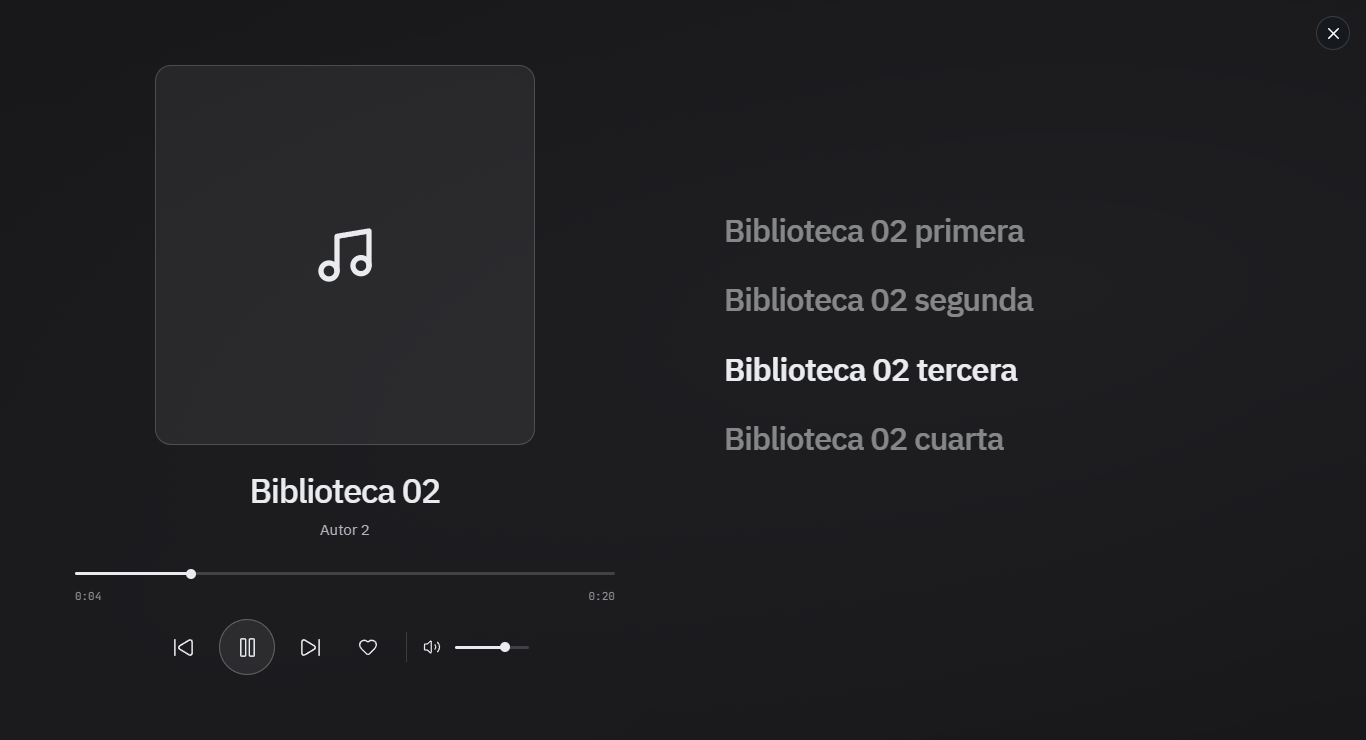 Biblioteca 02
Autor 2
0:04
0:20
Biblioteca 02 primera
Biblioteca 02 segunda
Biblioteca 02 tercera
Biblioteca 02 cuarta